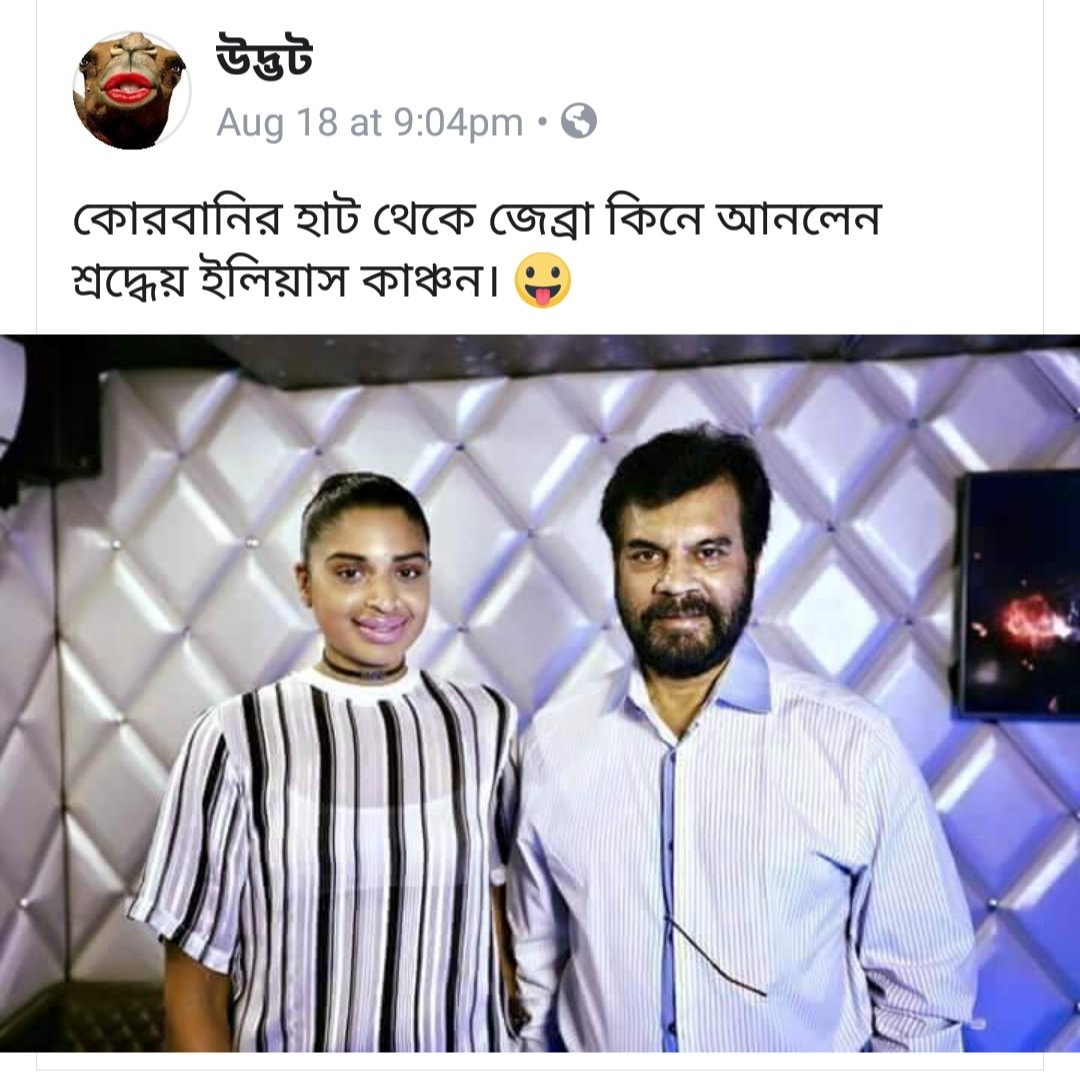 উদ্ভট
Aug 18 at 9:04pm •
কোরবানির হাট থেকে জেব্রা কিনে আনলেন
শ্রদ্ধেয় ইলিয়াস কাঞ্চন। 😛